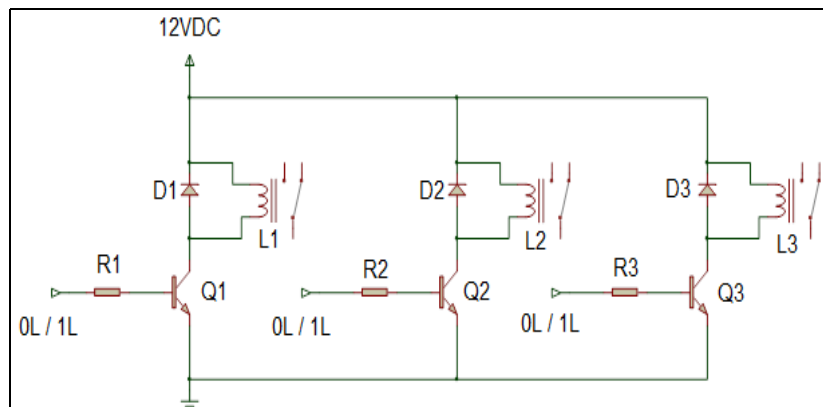 12VDC
D1
L1
D2
L2
D3
L3
R1
Q1
R2
Q2
R3
Q3
0L / 1L
0L / 1L
0L / 1L